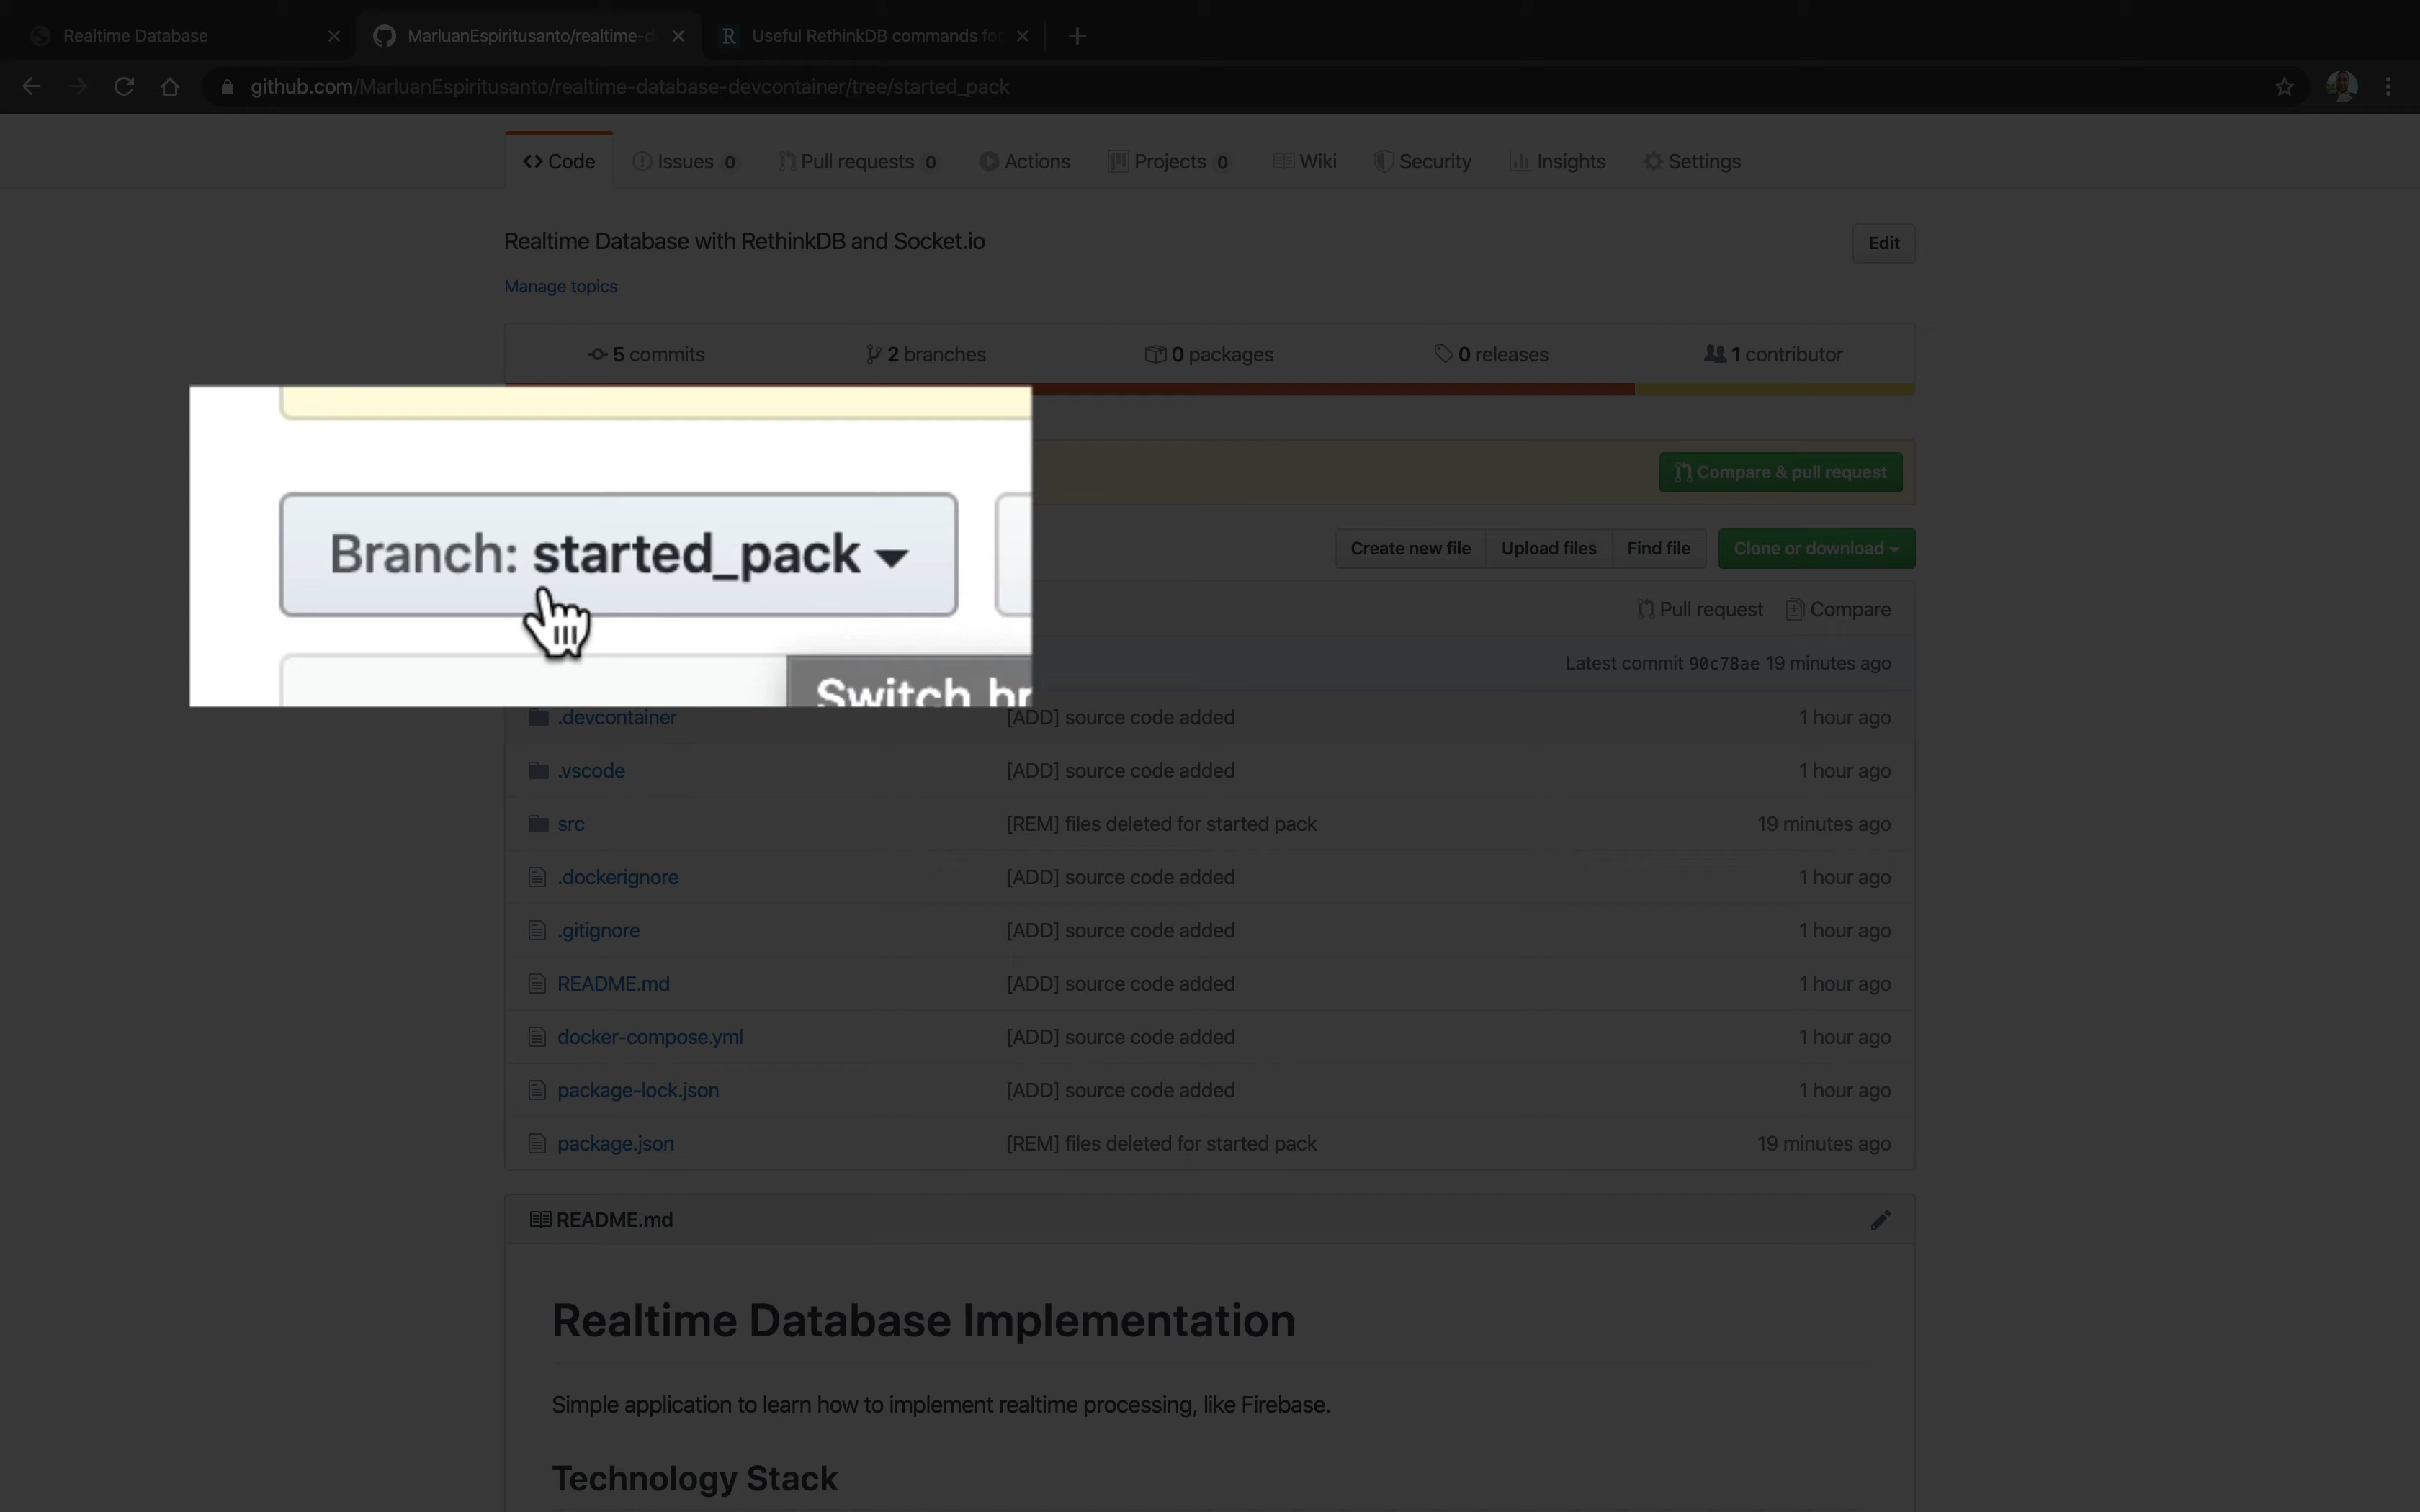 Realtime Database
MarluanEspiritusanto/realtime-d
Useful RethinkDB commands for
github.com/MarluanEspiritusanto/realtime-database-devcontainer/tree/started_pack
Code
Issues 0
Pull requests 0
Actions
Projects 0
Wiki
Security
Insights
Settings
Realtime Database with RethinkDB and Socket.io
Edit
Manage topics
5 commits
2 branches
0 packages
0 releases
1 contributor
Compare & pull request
Branch: started_pack
Create new file
Upload files
Find file
Clone or download
Pull request
Compare
Switch br
Latest commit 90c78ae 19 minutes ago
.devcontainer [ADD] source code added 1 hour ago
.vscode [ADD] source code added 1 hour ago
src [REM] files deleted for started pack 19 minutes ago
.dockerignore [ADD] source code added 1 hour ago
.gitignore [ADD] source code added 1 hour ago
README.md [ADD] source code added 1 hour ago
docker-compose.yml [ADD] source code added 1 hour ago
package-lock.json [ADD] source code added 1 hour ago
package.json [REM] files deleted for started pack 19 minutes ago
README.md
Realtime Database Implementation
Simple application to learn how to implement realtime processing, like Firebase.
Technology Stack